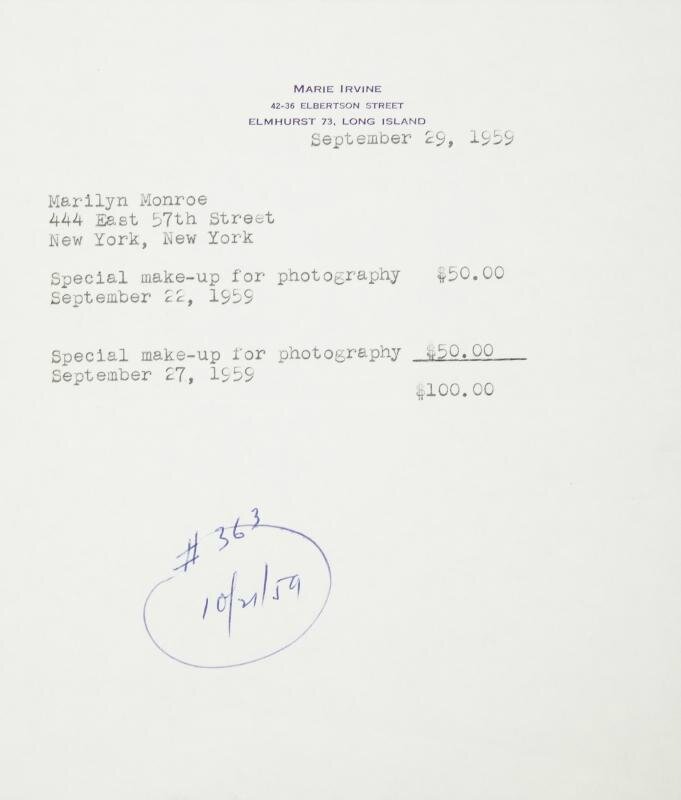 Marie Irvine
42-36 Elbertson Street
Elmhurst 73, Long Island
September 29, 1959
Marilyn Monroe
444 East 57th Street
New York, New York
Special make-up for photography $50.00
September 22, 1959
Special make-up for photography $50.00
September 27, 1959
$100.00
# 363
10/21/59